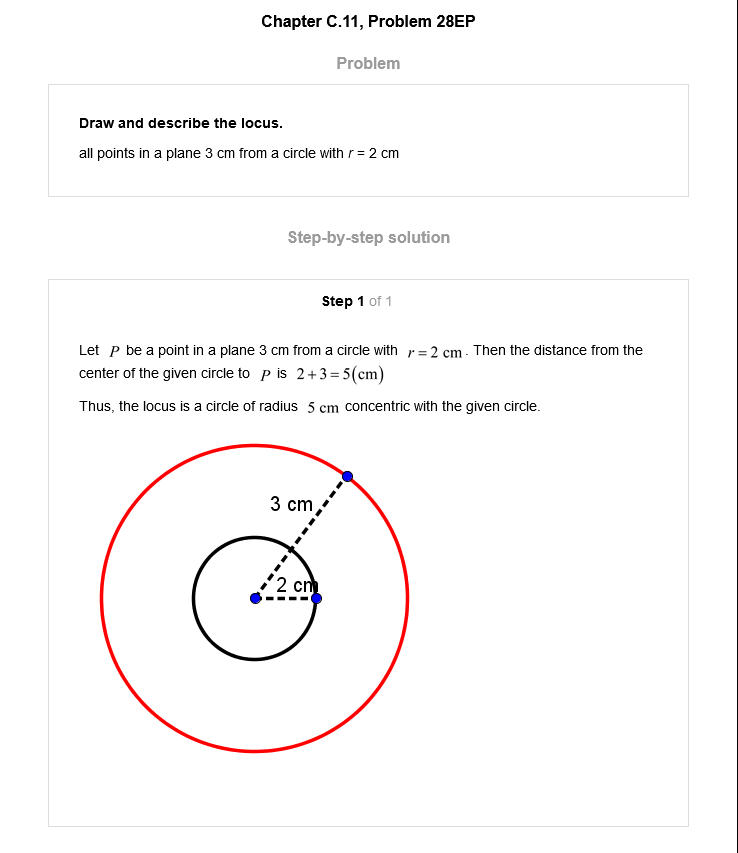 Chapter C.11, Problem 28EP
Problem
Draw and describe the locus.
all points in a plane 3 cm from a circle with r = 2 cm
Step-by-step solution
Step 1 of 1
Let P be a point in a plane 3 cm from a circle with r = 2 cm. Then the distance from the
center of the given circle to P is 2+3=5(cm)
Thus, the locus is a circle of radius 5 cm concentric with the given circle.
3 cm
2 cm